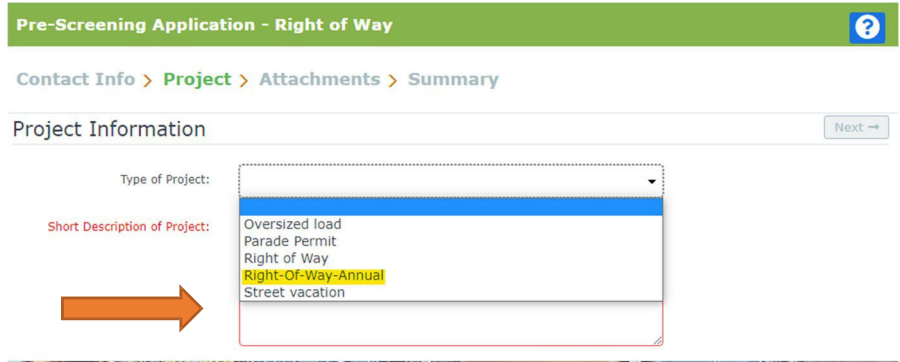 Pre-Screening Application - Right of Way
?
Contact Info > Project > Attachments > Summary
Project Information
Next →
Type of Project:
Short Description of Project:
Oversized load
Parade Permit
Right of Way
Right-Of-Way-Annual
Street vacation